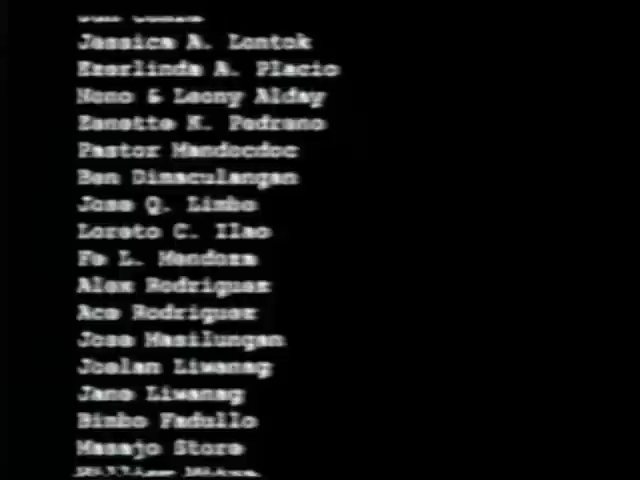 Jessica A. Lontok
Ezerlinda A. Placio
Nono & Leony Alday
Zenette K. Pedrano
Pastor Mandocdoc
Ben Dimaculangan
Jose Q. Limbo
Loreto C. Ilao
Fe L. Mendoza
Alex Rodriguez
Ace Rodriguez
Jose Masilungan
Joelan Liwanag
Jane Liwanag
Bimbo Fadullo
Masajo Store